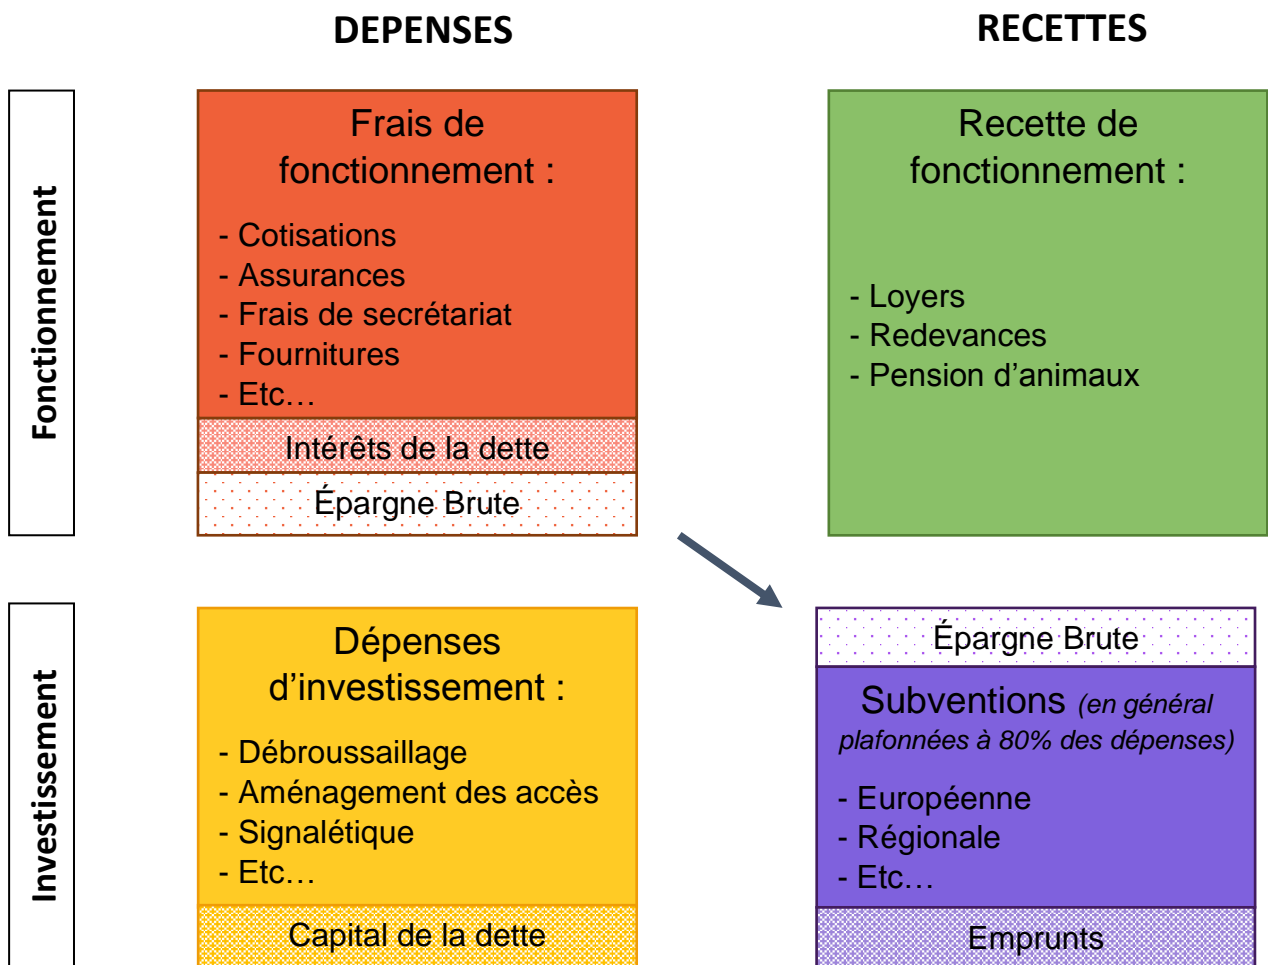 DEPENSES
RECETTES
Fonctionnement
Frais de
fonctionnement :
- Cotisations
- Assurances
- Frais de secrétariat
- Fournitures
- Etc…
Intérêts de la dette
Épargne Brute
Recette de
fonctionnement :
- Loyers
- Redevances
- Pension d’animaux
Investissement
Dépenses
d’investissement :
- Débroussaillage
- Aménagement des accès
- Signalétique
- Etc…
Capital de la dette
Épargne Brute
Subventions (en général
plafonnées à 80% des dépenses)
- Européenne
- Régionale
- Etc…
Emprunts